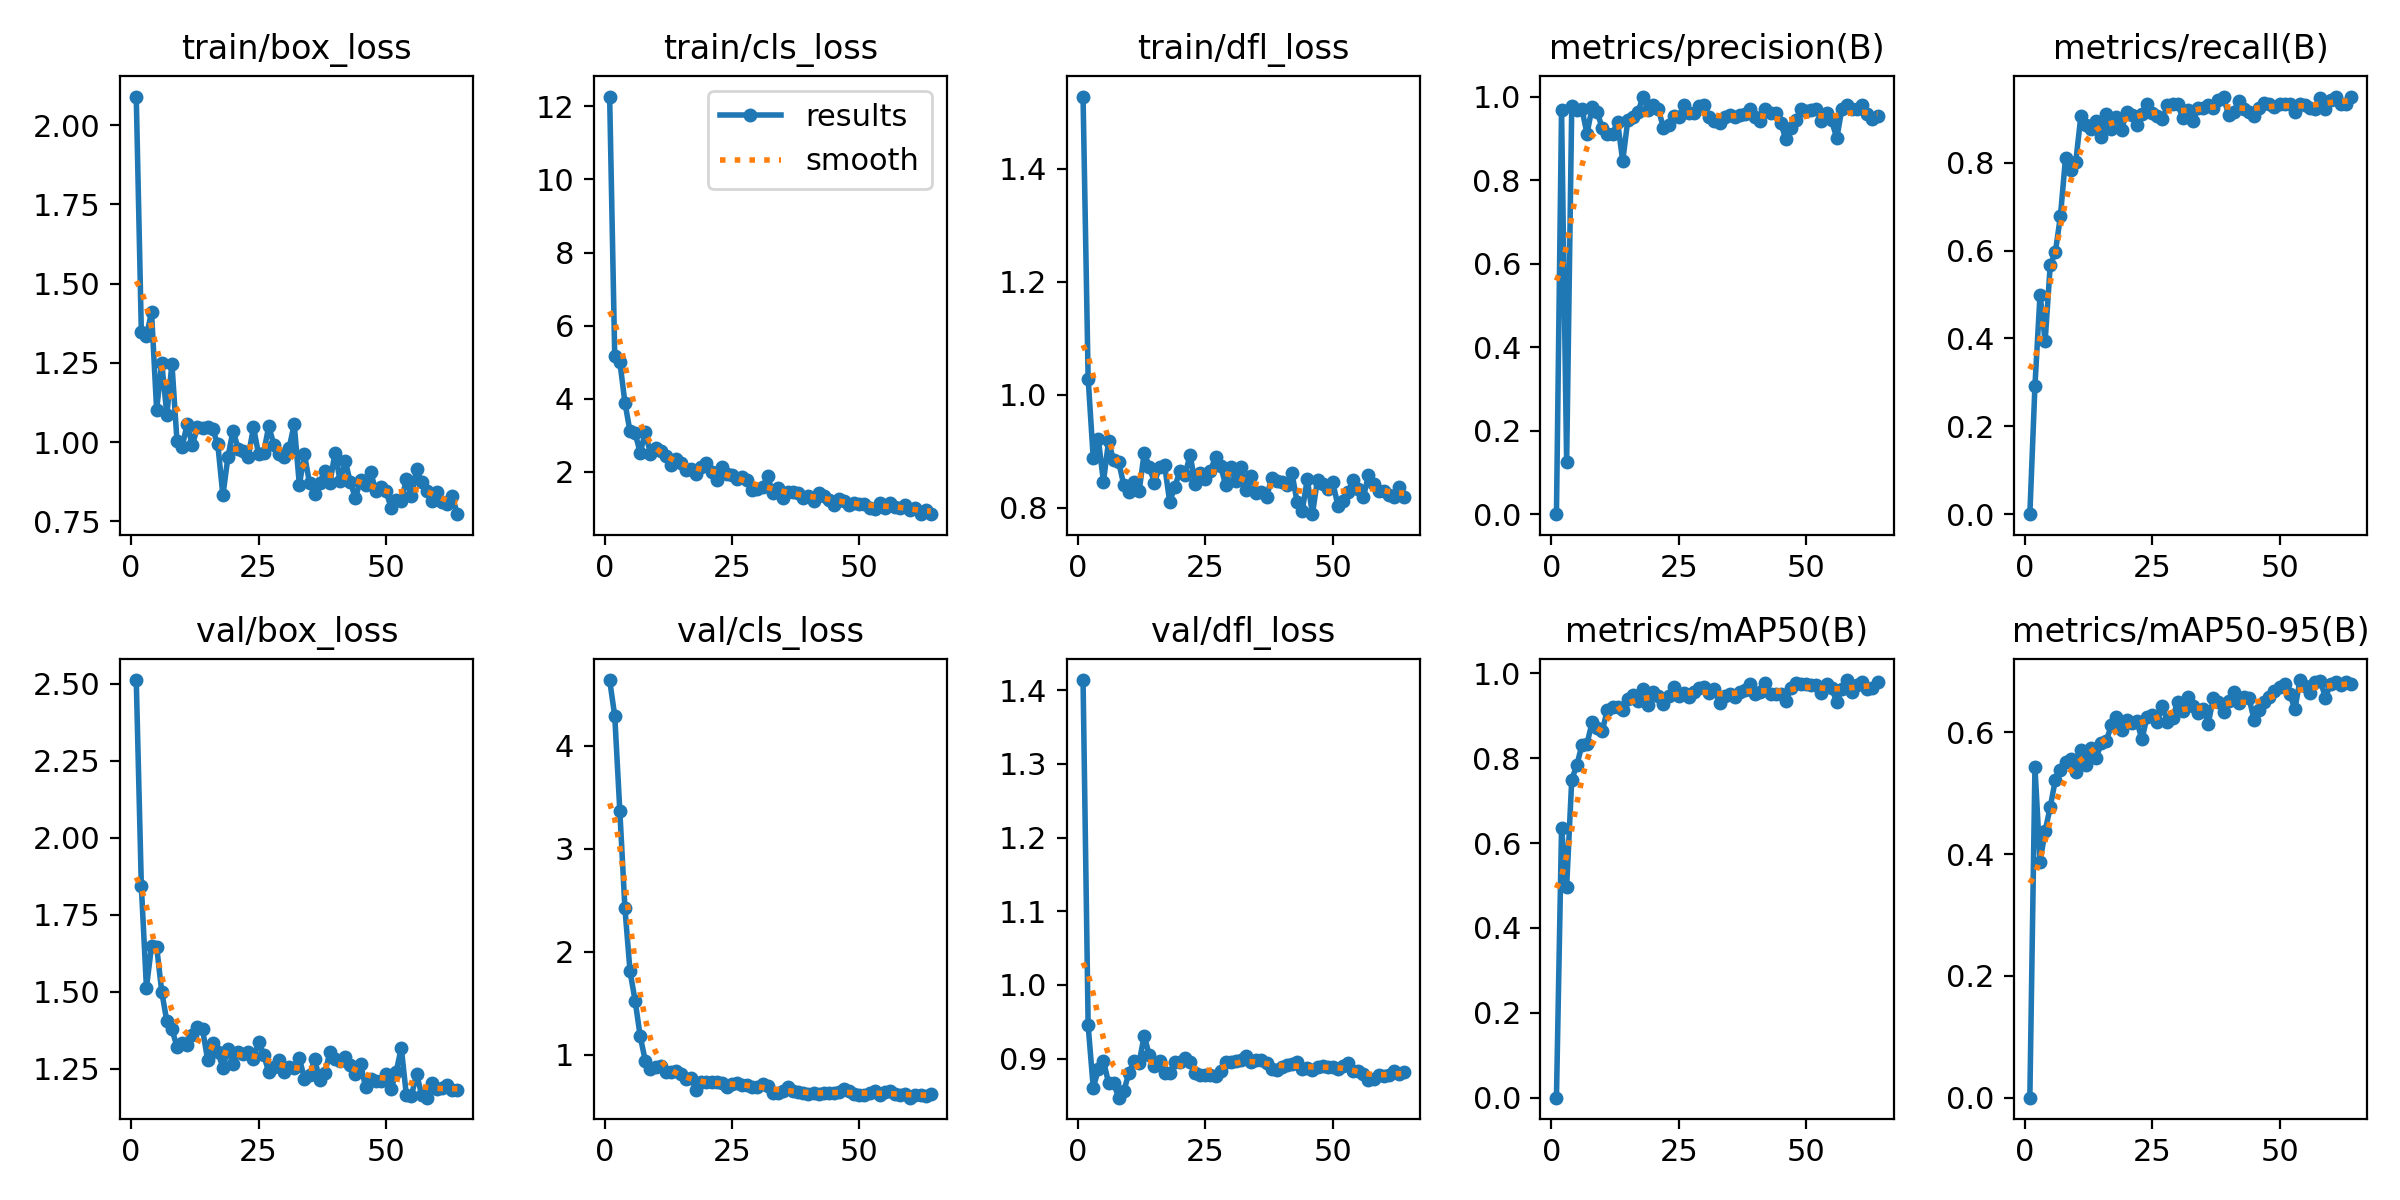 train/box_loss
2.00
1.75
1.50
1.25
1.00
0.75
0 25 50
train/cls_loss
results
smooth
12
10
8
6
4
2
0 25 50
train/dfl_loss
1.4
1.2
1.0
0.8
0 25 50
metrics/precision(B)
1.0
0.8
0.6
0.4
0.2
0.0
0 25 50
metrics/recall(B)
0.8
0.6
0.4
0.2
0.0
0 25 50
val/box_loss
2.50
2.25
2.00
1.75
1.50
1.25
0 25 50
val/cls_loss
4
3
2
1
0 25 50
val/dfl_loss
1.4
1.3
1.2
1.1
1.0
0.9
0 25 50
metrics/mAP50(B)
1.0
0.8
0.6
0.4
0.2
0.0
0 25 50
metrics/mAP50-95(B)
0.6
0.4
0.2
0.0
0 25 50